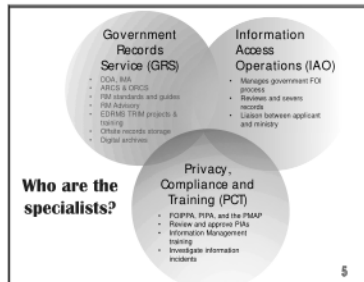 Government
Records
Service (GRS)
• DDA, IMA
• ARCS & ORCS
• RM standards and guides
• RM Advisory
• EDRMS TRIM projects &
training
• Offsite records storage
• Digital archives
Information
Access
Operations (IAO)
• Manages government FOI
process
• Reviews and severs
records
• Liaison between applicant
and ministry
Privacy,
Compliance and
Training (PCT)
• FOIPPA, PIPA, and the PMAP
• Review and approve PIAs
• Information Management
training
• Investigate information
incidents
Who are the
specialists?
5